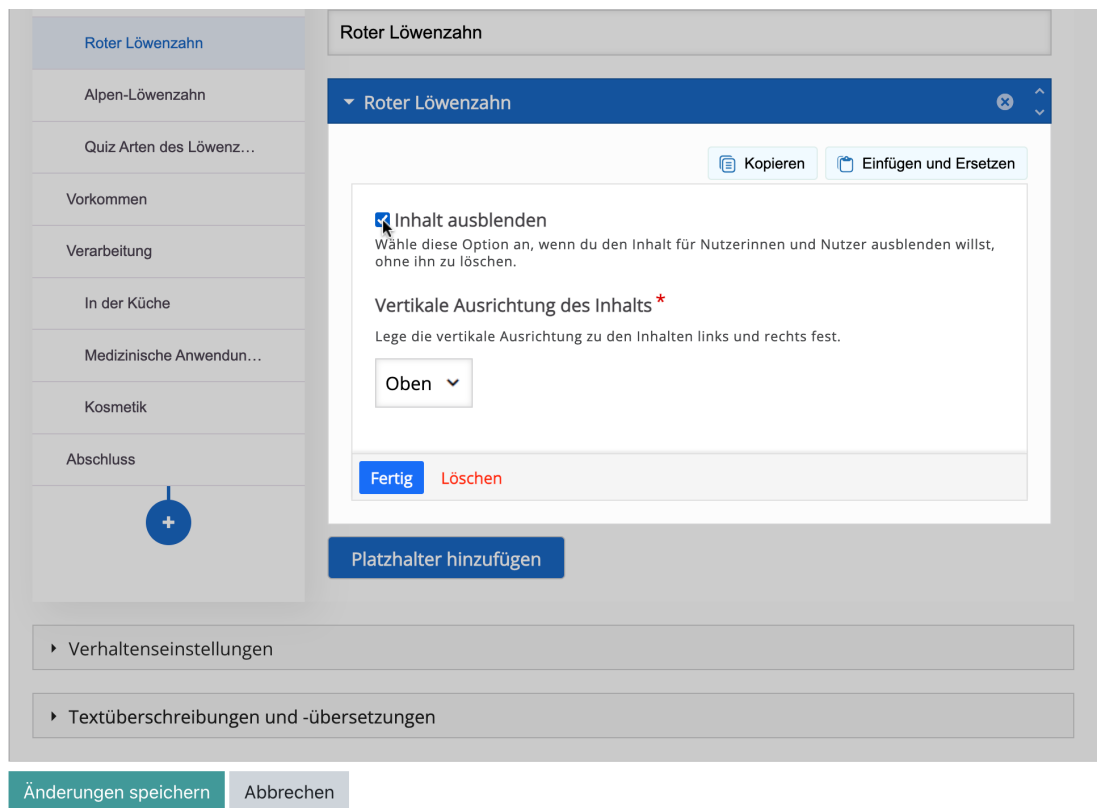 Roter Löwenzahn
Alpen-Löwenzahn
Quiz Arten des Löwenz…
Vorkommen
Verarbeitung
In der Küche
Medizinische Anwendun…
Kosmetik
Abschluss
Roter Löwenzahn
Roter Löwenzahn
Kopieren
Einfügen und Ersetzen
Inhalt ausblenden
Wähle diese Option an, wenn du den Inhalt für Nutzerinnen und Nutzer ausblenden willst,
ohne ihn zu löschen.
Vertikale Ausrichtung des Inhalts *
Lege die vertikale Ausrichtung zu den Inhalten links und rechts fest.
Oben
Fertig
Löschen
Platzhalter hinzufügen
Verhaltenseinstellungen
Textüberschreibungen und -übersetzungen
Änderungen speichern
Abbrechen